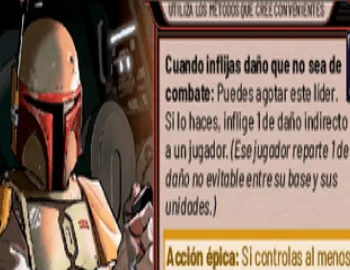 UTILIZA LOS MÉTODOS QUE CREE CONVENIENTES
Cuando inflijas daño que no sea de
combate: Puedes agotar este líder.
Si lo haces, inflige 1 de daño indirecto
a un jugador. (Ese jugador reporte 1 de
daño no evitable entre su base y sus
unidades.)
Acción épica: Si controlas al menos